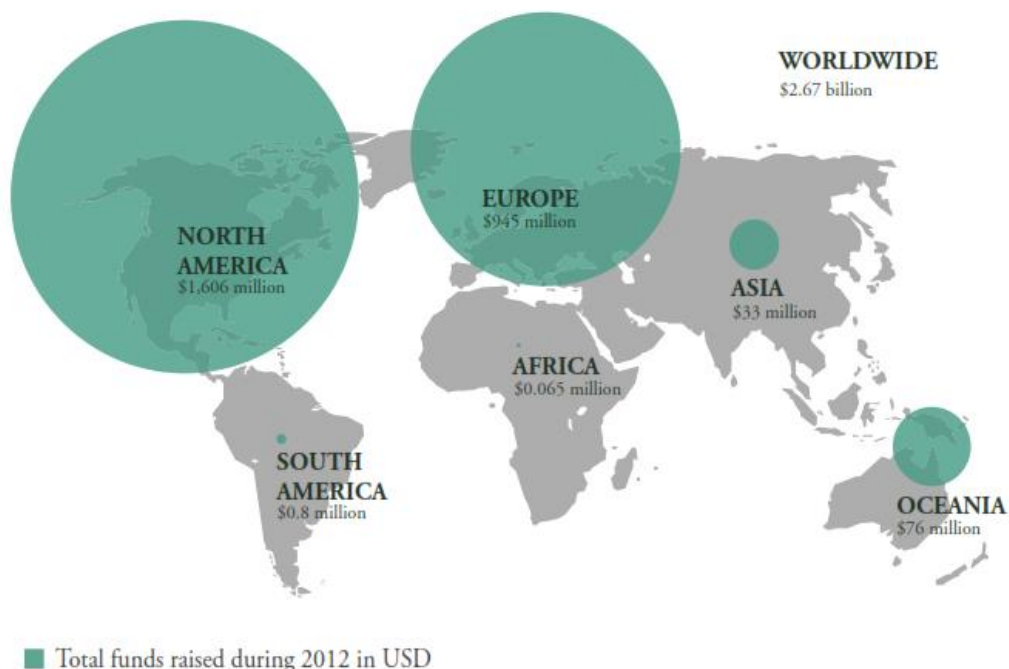 WORLDWIDE
$2.67 billion
EUROPE
$945 million
NORTH
AMERICA
$1,606 million
ASIA
$33 million
AFRICA
$0.065 million
SOUTH
AMERICA
$0.8 million
OCEANIA
$76 million
Total funds raised during 2012 in USD